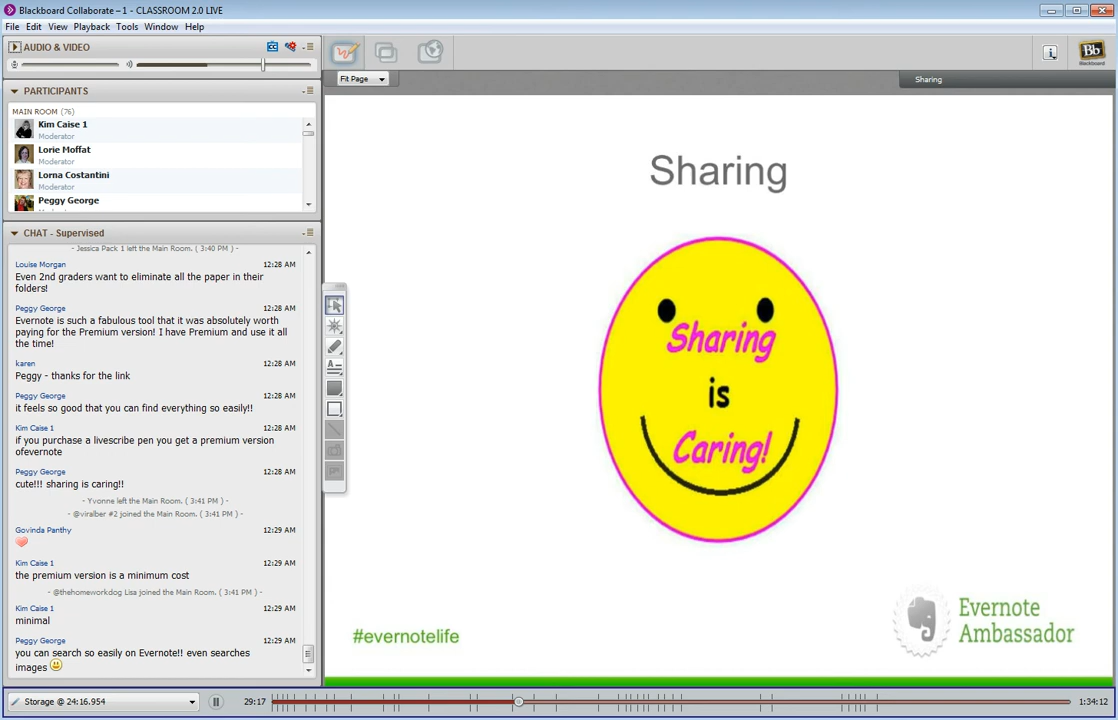 Blackboard Collaborate – 1 - CLASSROOM 2.0 LIVE
File Edit View Playback Tools Window Help
AUDIO & VIDEO
PARTICIPANTS
MAIN ROOM (76)
Kim Caise 1
Moderator
Lorie Moffat
Moderator
Lorna Costantini
Moderator
Peggy George
CHAT - Supervised
- Jessica Pack 1 left the Main Room. ( 3:40 PM ) -
Louise Morgan 12:28 AM
Even 2nd graders want to eliminate all the paper in their
folders!
Peggy George 12:28 AM
Evernote is such a fabulous tool that it was absolutely worth
paying for the Premium version! I have Premium and use it all
the time!
karen 12:28 AM
Peggy - thanks for the link
Peggy George 12:28 AM
it feels so good that you can find everything so easily!!
Kim Caise 1 12:28 AM
if you purchase a livescribe pen you get a premium version
ofevernote
Peggy George 12:28 AM
cute!!! sharing is caring!!
- Yvonne left the Main Room. ( 3:41 PM ) -
- @viralber #2 joined the Main Room. ( 3:41 PM ) -
Govinda Panthy 12:29 AM
Kim Caise 1 12:29 AM
the premium version is a minimum cost
- @thehomeworkdog Lisa joined the Main Room. ( 3:41 PM ) -
Kim Caise 1 12:29 AM
minimal
Peggy George 12:29 AM
you can search so easily on Evernote!! even searches
images
Storage @ 24:16.954
29:17
1:34:12
Bb
Blackboard
Fit Page
Sharing
Sharing
Sharing
is
Caring!
#evernotelife
Evernote
Ambassador